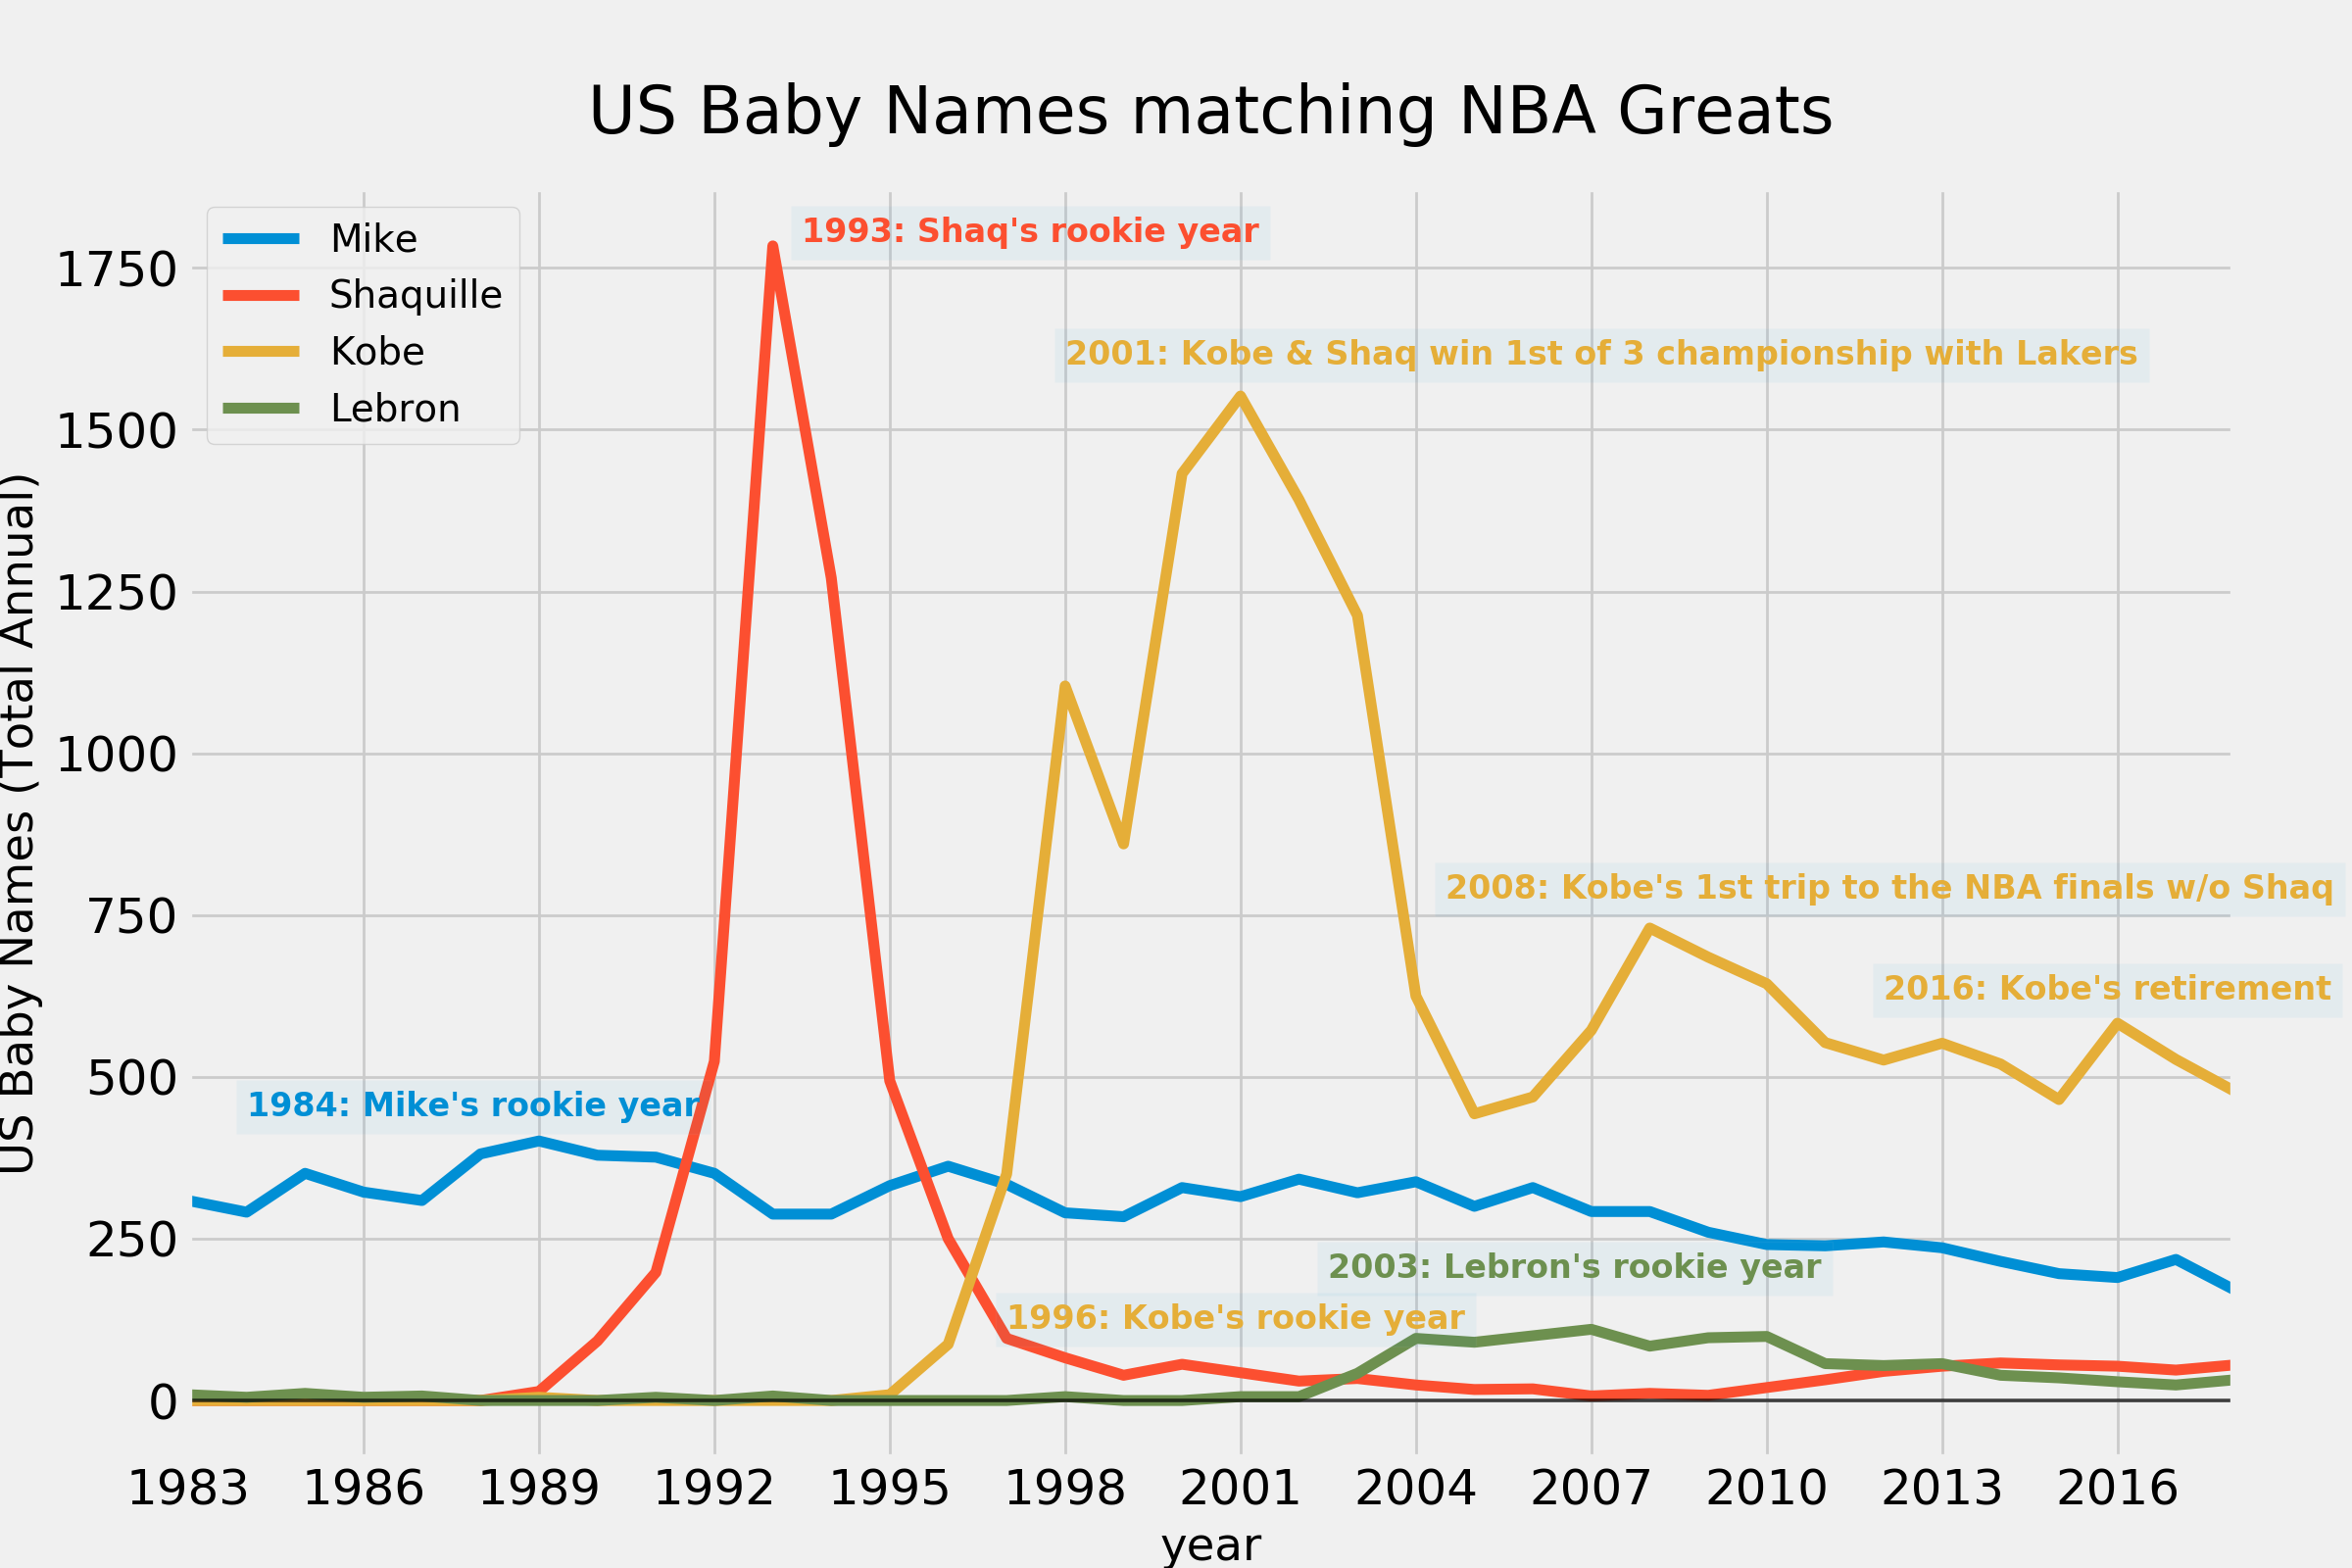 US Baby Names matching NBA Greats
Mike
Shaquille
Kobe
Lebron
1993: Shaq's rookie year
2001: Kobe & Shaq win 1st of 3 championship with Lakers
2008: Kobe's 1st trip to the NBA finals w/o Shaq
2016: Kobe's retirement
1984: Mike's rookie year
2003: Lebron's rookie year
1996: Kobe's rookie year
US Baby Names (Total Annual)
1750
1500
1250
1000
750
500
250
0
1983 1986 1989 1992 1995 1998 2001 2004 2007 2010 2013 2016
year